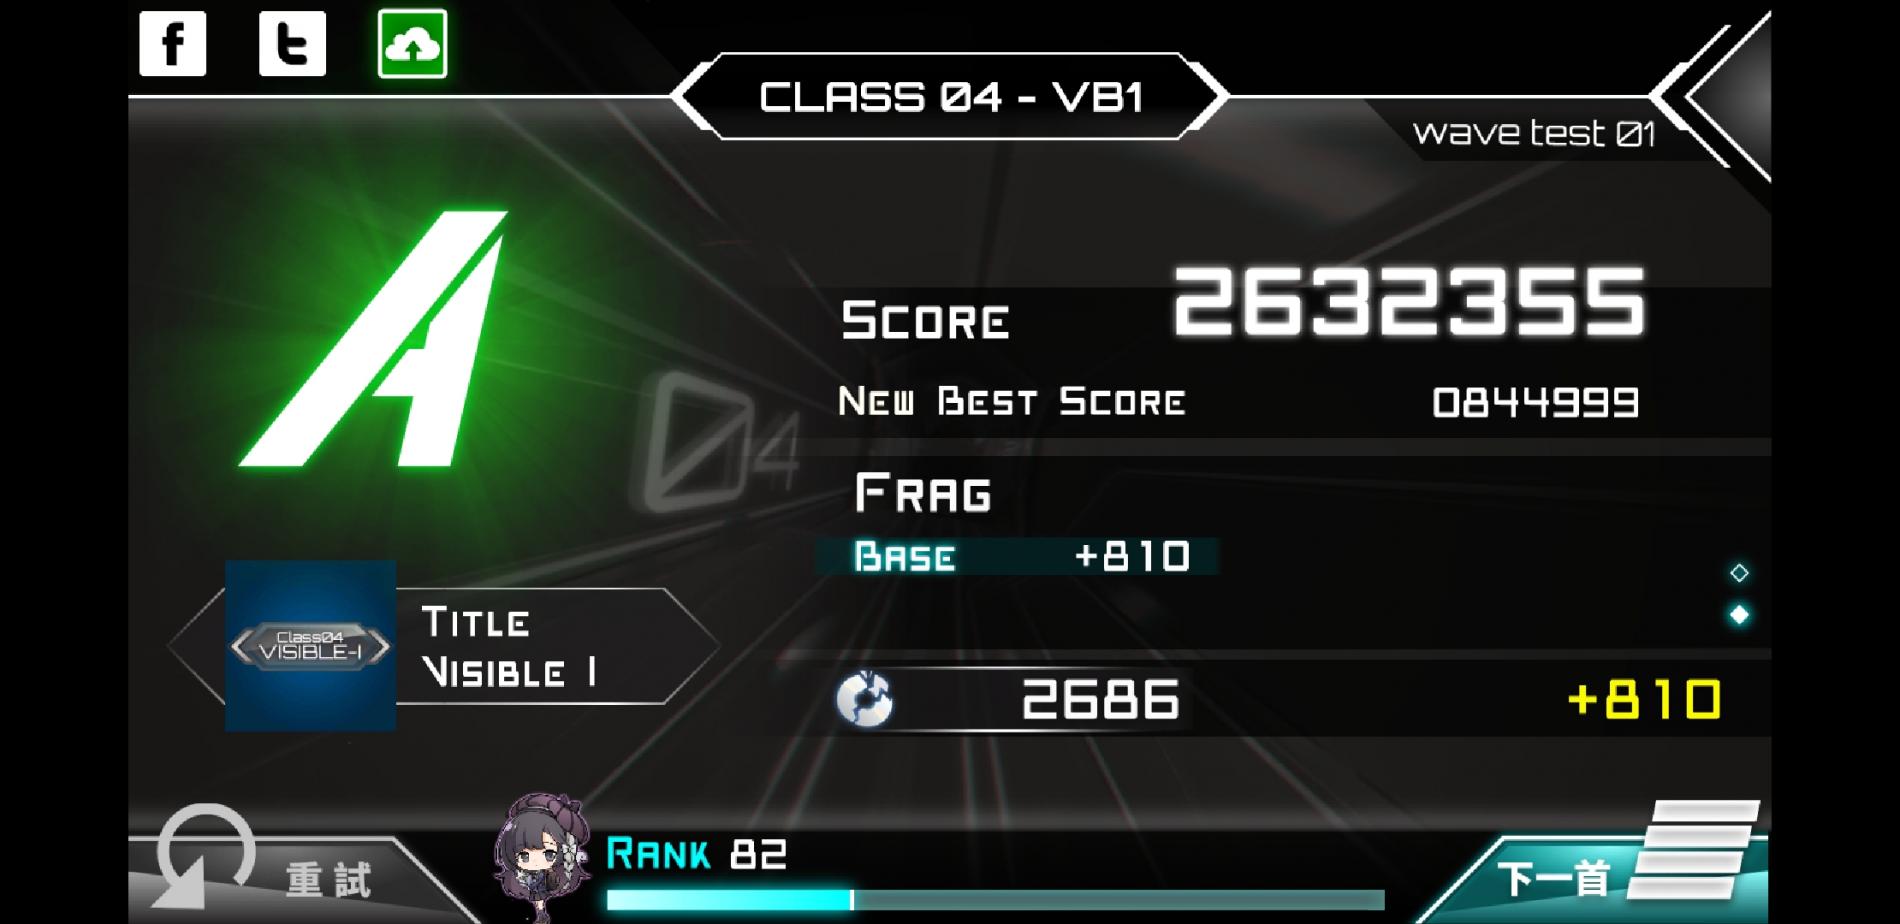 f
t
CLASS 04 - VB1
wave test 01
A
SCORE 2632355
NEW BEST SCORE 0844999
04
FRAG
BASE +810
Class04
VISIBLE-I
TITLE
VISIBLE 1
2686 +810
重試
RANK 82
下一首